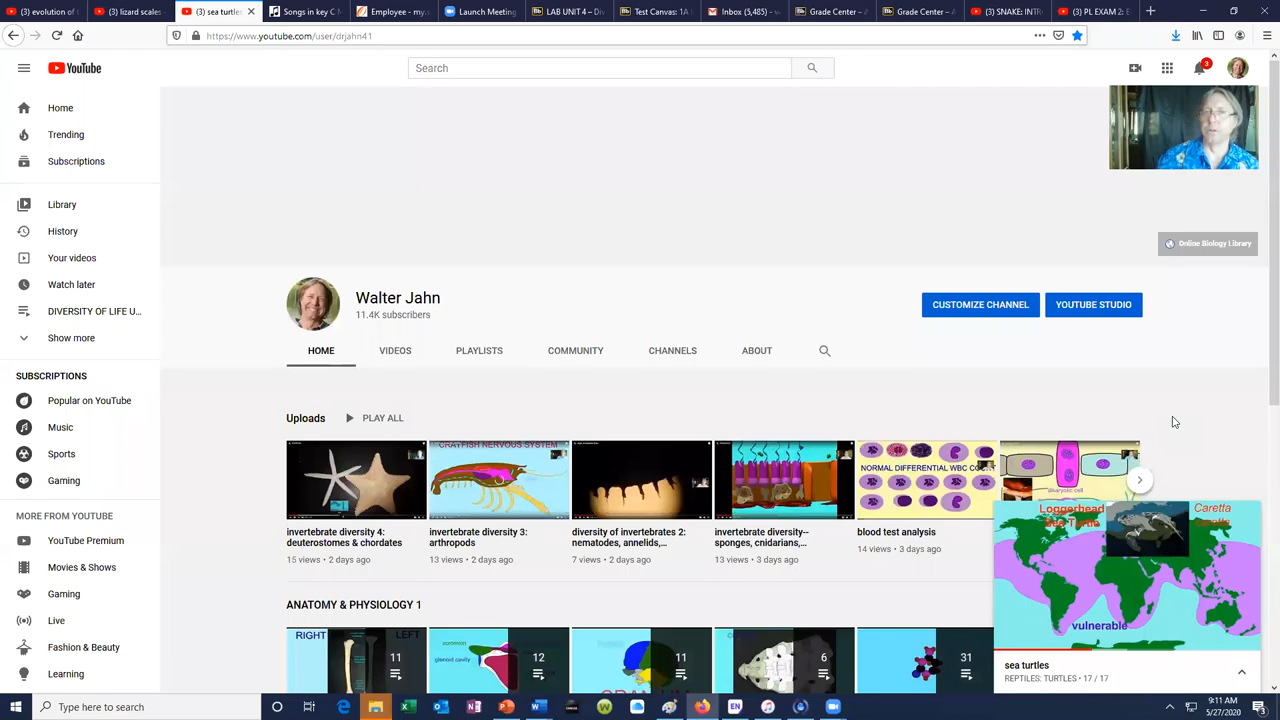 (3) evolution of t
(3) lizard scales
(3) sea turtles
Songs in key C M
Employee – my.s
Launch Meeting
LAB UNIT 4 – Di
Test Canvas: 1A
Inbox (5,485) – w
Grade Center – A
Grade Center – A
(3) SNAKE: INTR
(3) PL EXAM 2: E
https://www.youtube.com/user/drjahn41
YouTube
Search
3
Home
Trending
Subscriptions
Library
History
Your videos
Watch later
DIVERSITY OF LIFE U...
Show more
SUBSCRIPTIONS
Popular on YouTube
Music
Sports
Gaming
MORE FROM YOUTUBE
YouTube Premium
Movies & Shows
Gaming
Live
Fashion & Beauty
Learning
Online Biology Library
Walter Jahn
11.4K subscribers
CUSTOMIZE CHANNEL
YOUTUBE STUDIO
HOME
VIDEOS
PLAYLISTS
COMMUNITY
CHANNELS
ABOUT
Uploads
PLAY ALL
CRAYFISH NERVOUS SYSTEM
NORMAL DIFFERENTIAL WBC COUNT
eukaryotic cell
invertebrate diversity 4:
deuterostomes & chordates
15 views • 2 days ago
invertebrate diversity 3:
arthropods
13 views • 2 days ago
diversity of invertebrates 2:
nematodes, annelids,...
7 views • 2 days ago
invertebrate diversity--
sponges, cnidarians,...
13 views • 3 days ago
blood test analysis
14 views • 3 days ago
ANATOMY & PHYSIOLOGY 1
RIGHT
LEFT
11
acromion
glenoid cavity
12
11
CRANIUM
6
31
Loggerhead
Sea Turtle
Caretta
Caretta
vulnerable
sea turtles
REPTILES: TURTLES • 17 / 17
Type here to search
9:11 AM
5/27/2020
3